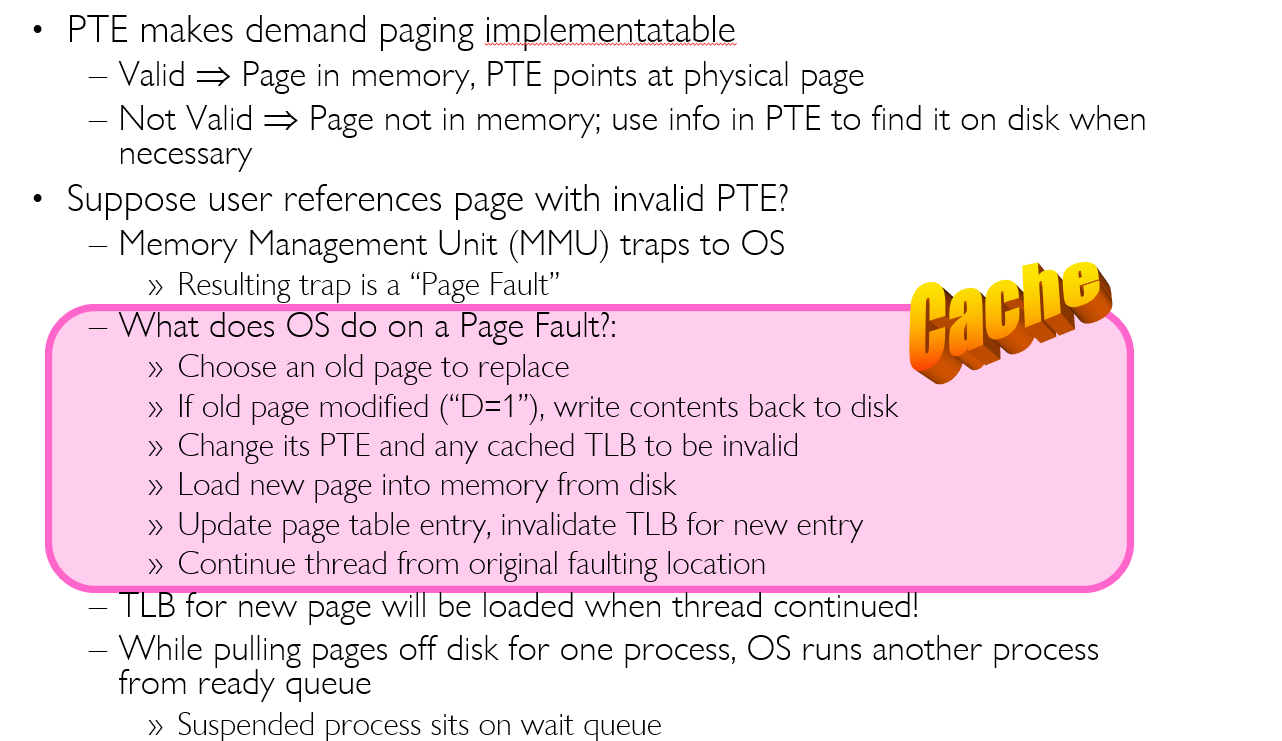 • PTE makes demand paging implementatable
– Valid ⇒ Page in memory, PTE points at physical page
– Not Valid ⇒ Page not in memory; use info in PTE to find it on disk when
necessary
• Suppose user references page with invalid PTE?
– Memory Management Unit (MMU) traps to OS
» Resulting trap is a “Page Fault”
Cache
– What does OS do on a Page Fault?:
» Choose an old page to replace
» If old page modified (“D=1”), write contents back to disk
» Change its PTE and any cached TLB to be invalid
» Load new page into memory from disk
» Update page table entry, invalidate TLB for new entry
» Continue thread from original faulting location
– TLB for new page will be loaded when thread continued!
– While pulling pages off disk for one process, OS runs another process
from ready queue
» Suspended process sits on wait queue